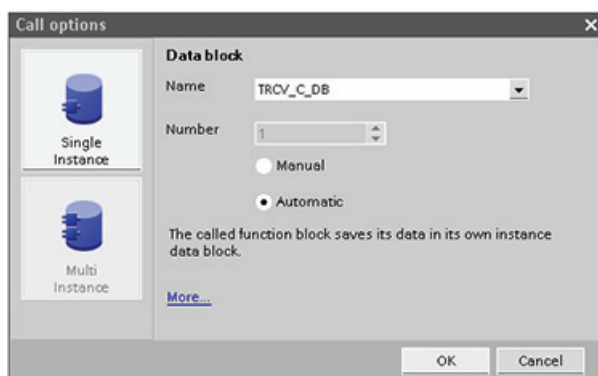 Call options
Single
Instance
Multi
Instance
Data block
Name
TRCV_C_DB
Number
1
Manual
Automatic
The called function block saves its data in its own instance
data block.
More...
OK
Cancel